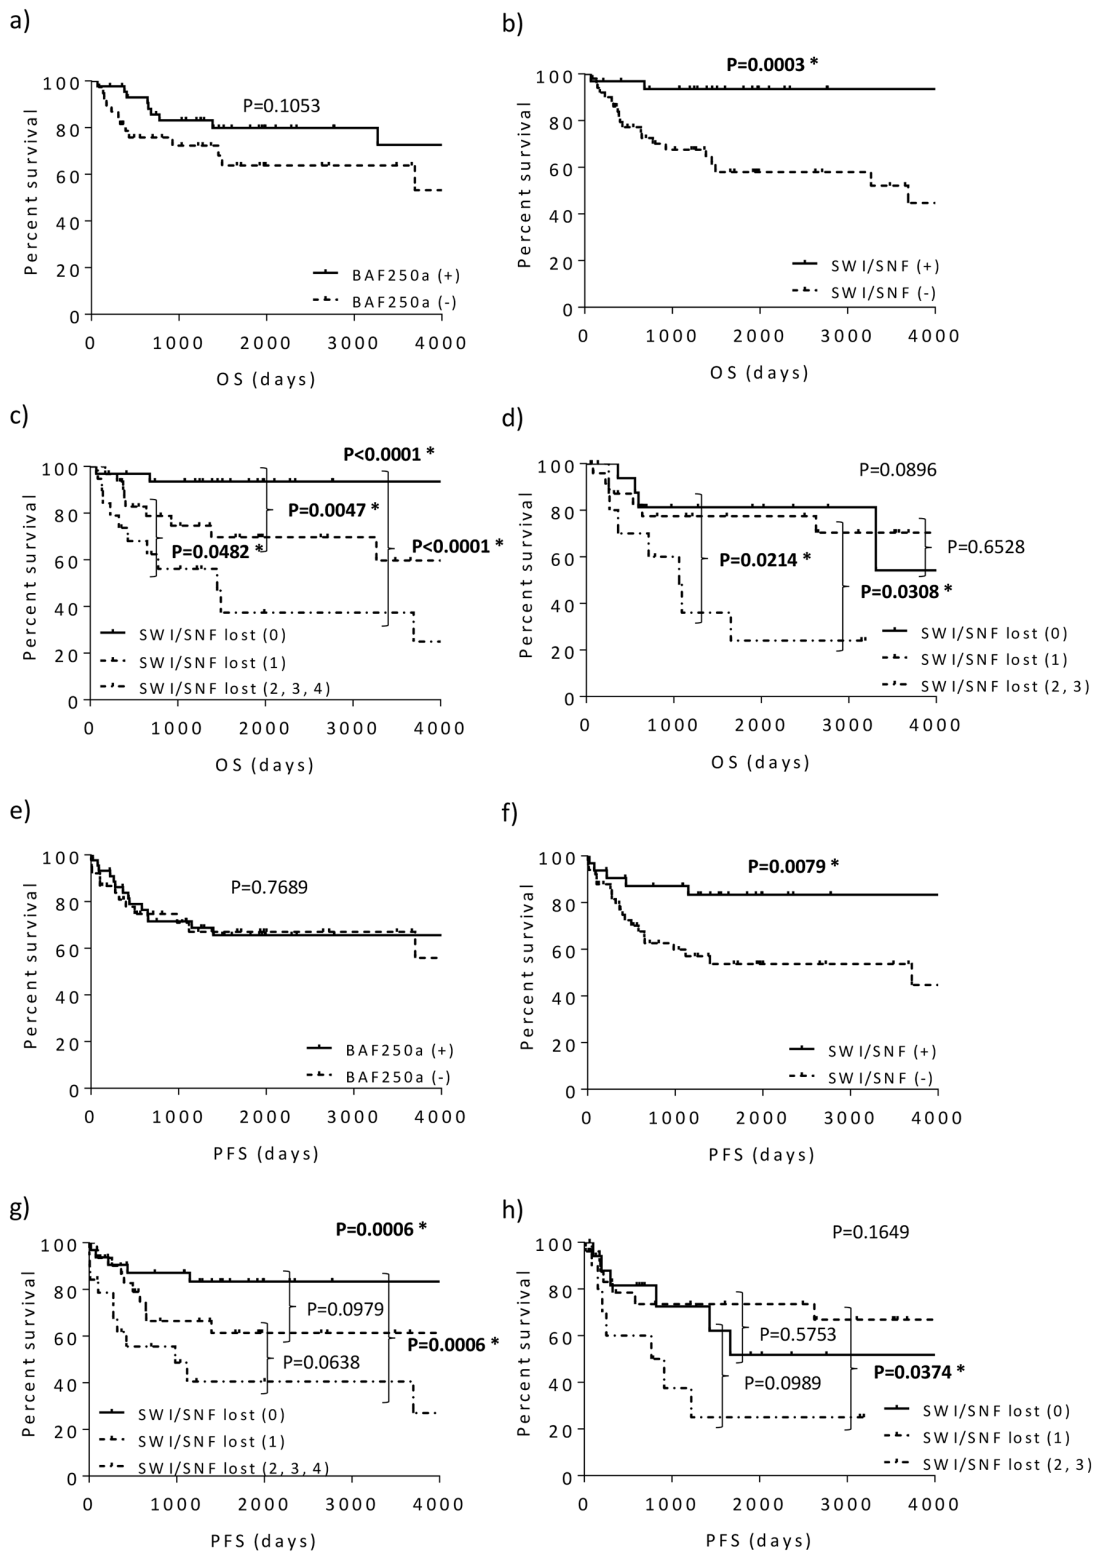 a)
100
80
60
40
20
0
Percent survival
P=0.1053
BAF250a (+)
BAF250a (-)
0 1000 2000 3000 4000
OS (days)
b)
100
80
60
40
20
0
Percent survival
P=0.0003 *
SWI/SNF (+)
SWI/SNF (-)
0 1000 2000 3000 4000
OS (days)
c)
100
80
60
40
20
0
Percent survival
P<0.0001 *
P=0.0047 *
P=0.0482 *
P<0.0001 *
SWI/SNF lost (0)
SWI/SNF lost (1)
SWI/SNF lost (2, 3, 4)
0 1000 2000 3000 4000
OS (days)
d)
100
80
60
40
20
0
Percent survival
P=0.0896
P=0.6528
P=0.0214 *
P=0.0308 *
SWI/SNF lost (0)
SWI/SNF lost (1)
SWI/SNF lost (2, 3)
0 1000 2000 3000 4000
OS (days)
e)
100
80
60
40
20
0
Percent survival
P=0.7689
BAF250a (+)
BAF250a (-)
0 1000 2000 3000 4000
PFS (days)
f)
100
80
60
40
20
0
Percent survival
P=0.0079 *
SWI/SNF (+)
SWI/SNF (-)
0 1000 2000 3000 4000
PFS (days)
g)
100
80
60
40
20
0
Percent survival
P=0.0006 *
P=0.0979
P=0.0006 *
P=0.0638
SWI/SNF lost (0)
SWI/SNF lost (1)
SWI/SNF lost (2, 3, 4)
0 1000 2000 3000 4000
PFS (days)
h)
100
80
60
40
20
0
Percent survival
P=0.1649
P=0.5753
P=0.0374 *
P=0.0989
SWI/SNF lost (0)
SWI/SNF lost (1)
SWI/SNF lost (2, 3)
0 1000 2000 3000 4000
PFS (days)